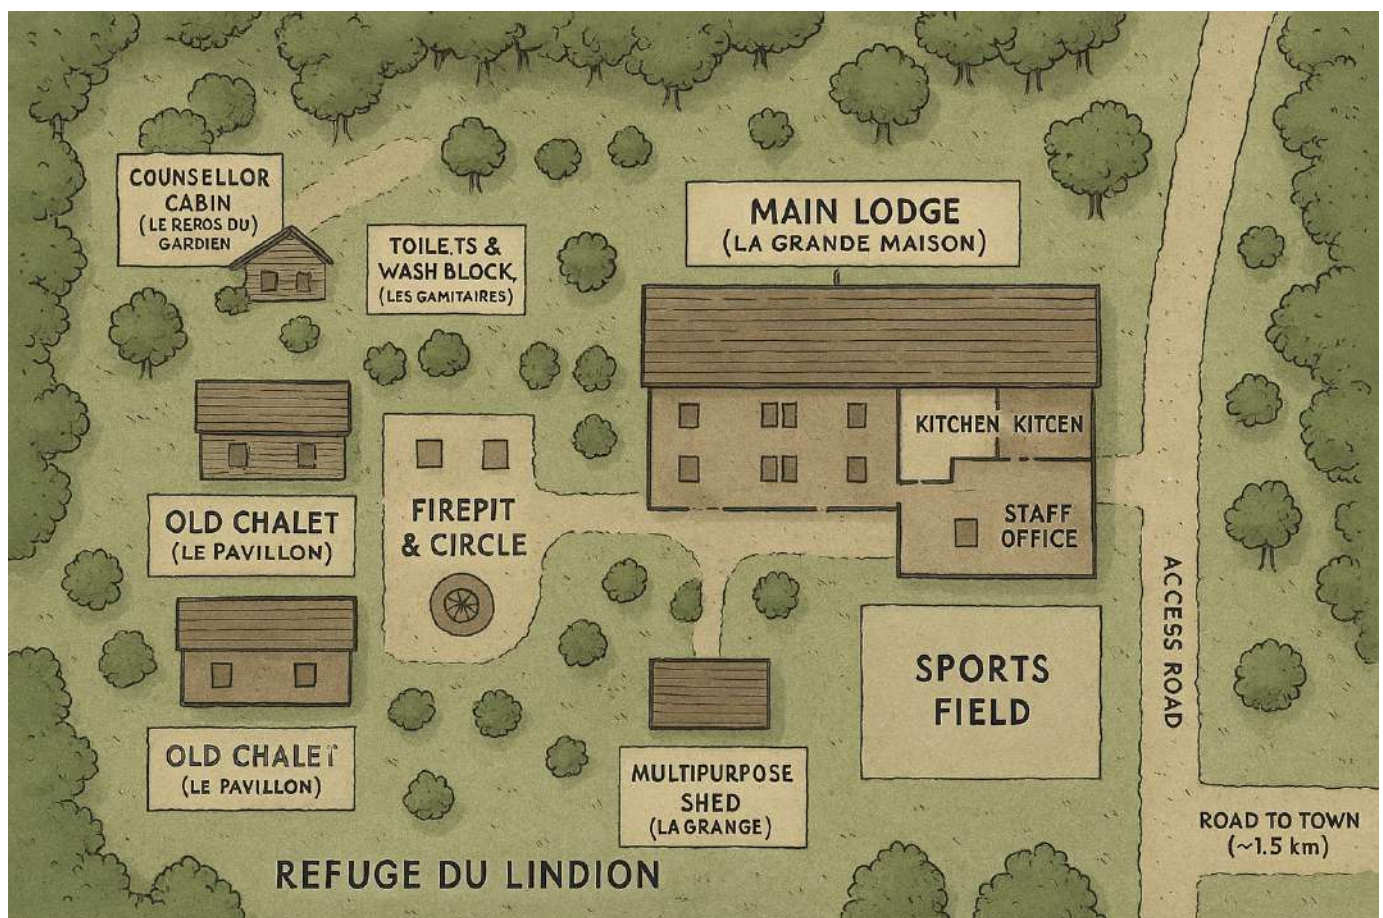 COUNSELLOR
CABIN
(LE REROS DU)
GARDIEN
TOILE.TS &
WASH BLOCK,
(LES GAMITAIRES)
MAIN LODGE
(LA GRANDE MAISON)
KITCHEN KITCEN
STAFF
OFFICE
OLD CHALET
(LE PAVILLON)
FIREPIT
& CIRCLE
OLD CHALET
(LE PAVILLON)
MULTIPURPOSE
SHED
(LA GRANGE)
SPORTS
FIELD
ACCESS ROAD
ROAD TO TOWN
(~1.5 km)
REFUGE DU LINDION